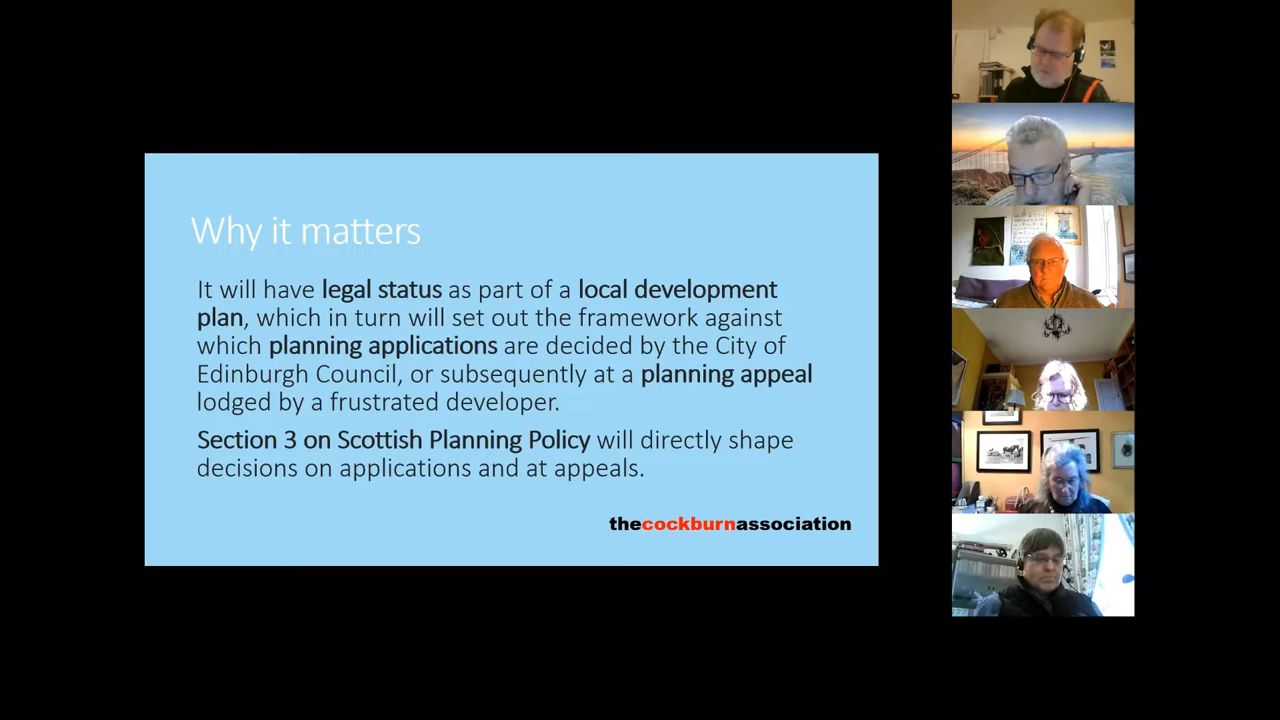 Why it matters
It will have legal status as part of a local development
plan, which in turn will set out the framework against
which planning applications are decided by the City of
Edinburgh Council, or subsequently at a planning appeal
lodged by a frustrated developer.
Section 3 on Scottish Planning Policy will directly shape
decisions on applications and at appeals.
thecockburnassociation